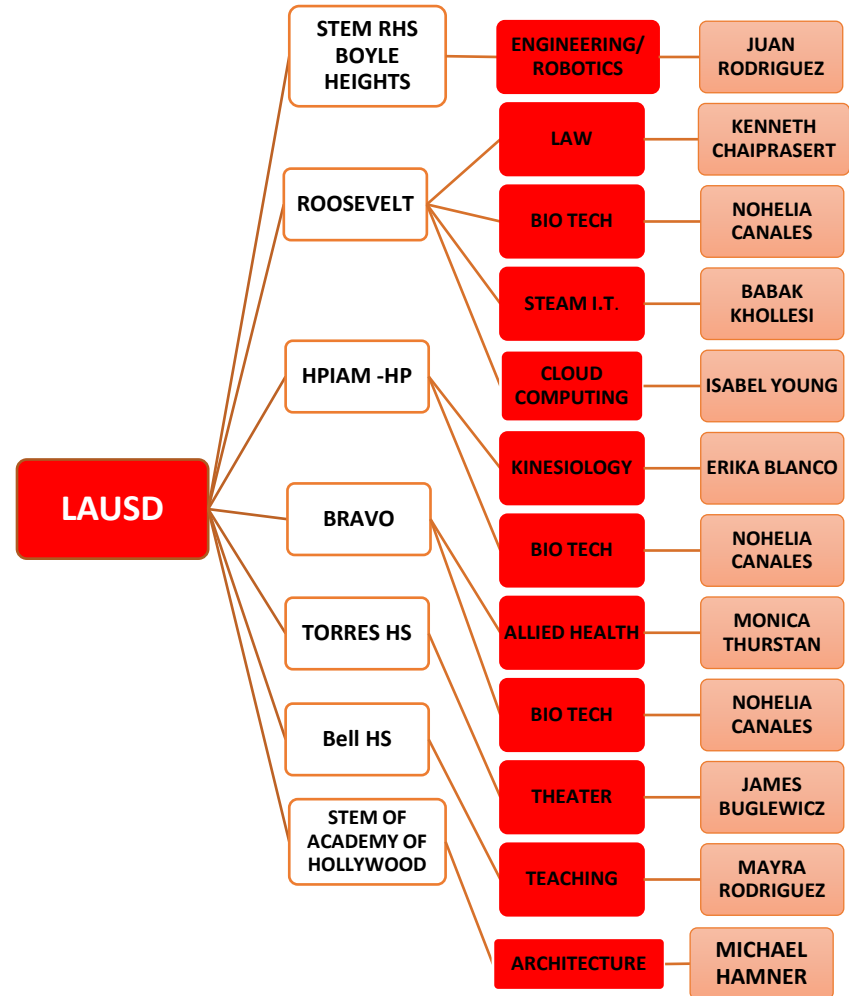 STEM RHS
BOYLE
HEIGHTS
ENGINEERING/
ROBOTICS
JUAN
RODRIGUEZ
LAW
KENNETH
CHAIPRASERT
ROOSEVELT
BIO TECH
NOHELIA
CANALES
STEAM I.T.
BABAK
KHOLLESI
HPIAM -HP
CLOUD
COMPUTING
ISABEL YOUNG
KINESIOLOGY
ERIKA BLANCO
LAUSD
BRAVO
BIO TECH
NOHELIA
CANALES
TORRES HS
ALLIED HEALTH
MONICA
THURSTAN
BIO TECH
NOHELIA
CANALES
Bell HS
THEATER
JAMES
BUGLEWICZ
STEM OF
ACADEMY OF
HOLLYWOOD
TEACHING
MAYRA
RODRIGUEZ
ARCHITECTURE
MICHAEL
HAMNER